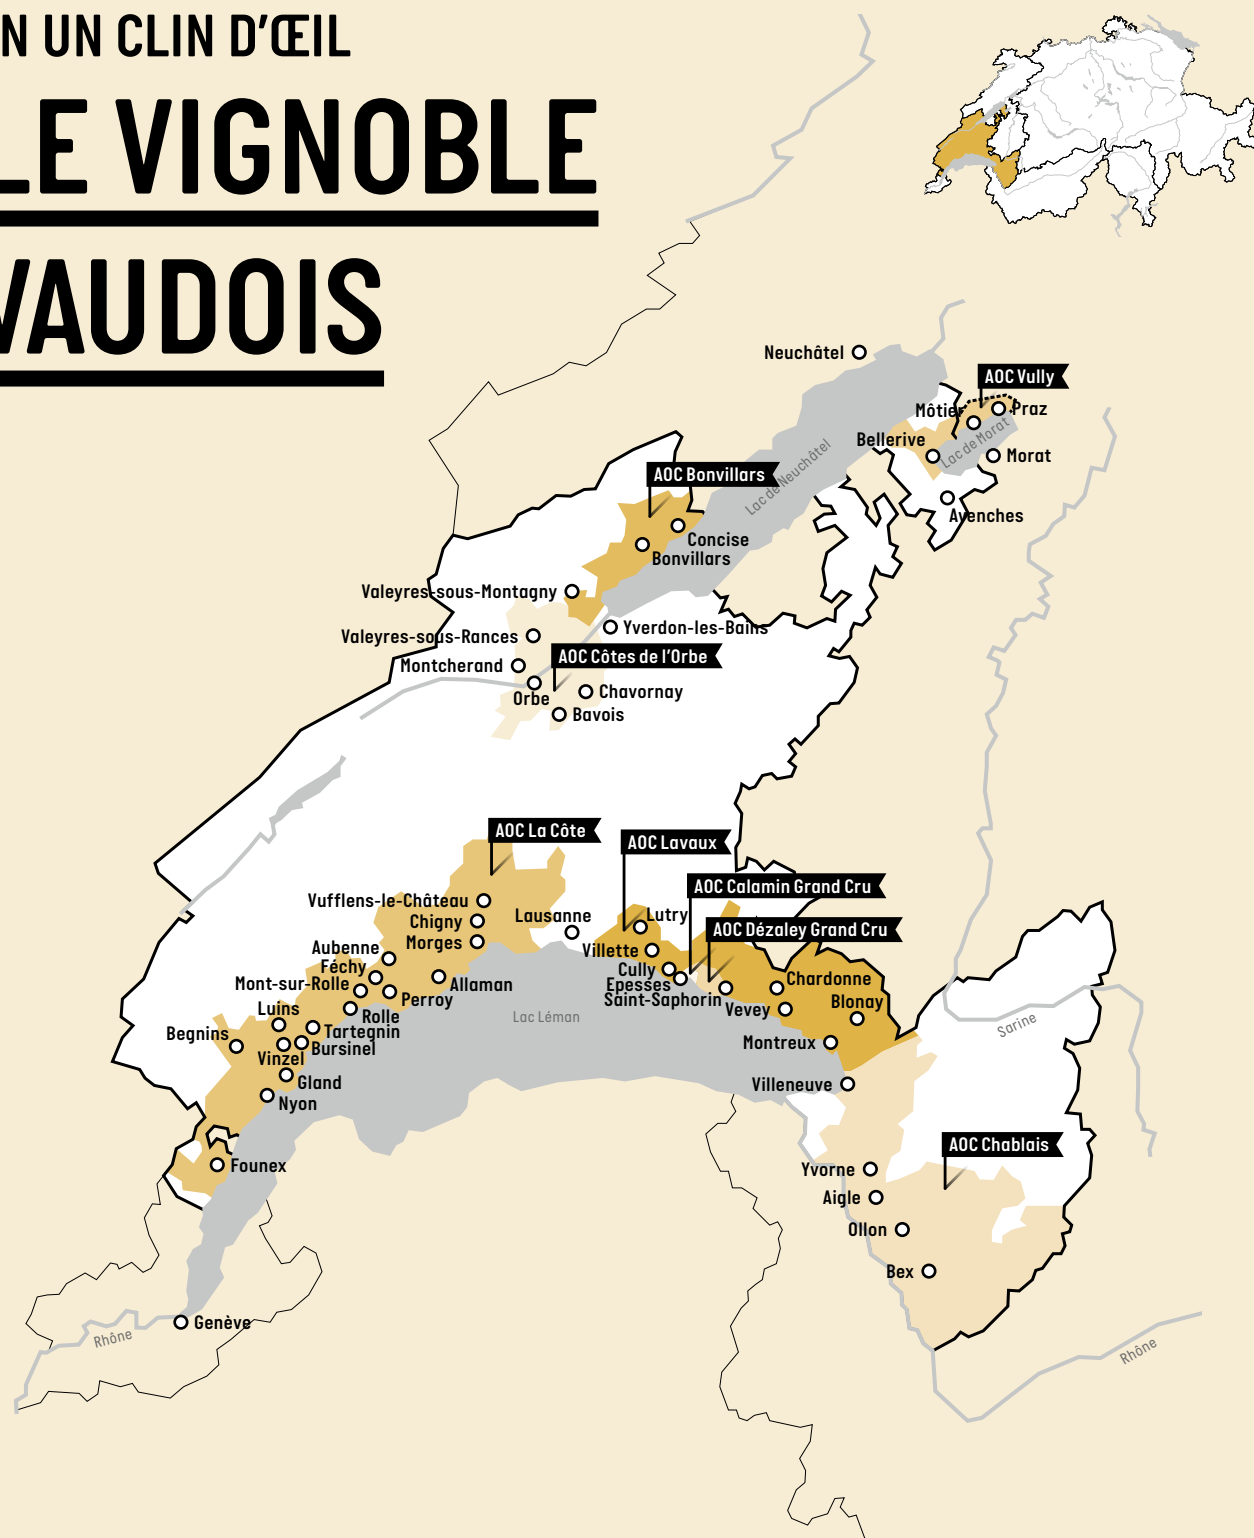 N UN CLIN D'ŒIL
LE VIGNOBLE
VAUDOIS
Neuchâtel
AOC Vully
Môtier
Praz
Bellerive
Lac de Morat
Morat
Lac de Neuchâtel
AOC Bonvillars
Avenches
Concise
Bonvillars
Valeyres-sous-Montagny
Yverdon-les-Bains
Valeyres-sous-Rances
AOC Côtes de l'Orbe
Montcherand
Orbe
Chavornay
Bavois
AOC La Côte
AOC Lavaux
AOC Calamin Grand Cru
AOC Dézaley Grand Cru
Vufflens-le-Château
Chigny
Morges
Lausanne
Lutry
Villette
Cully
Epesses
Saint-Saphorin
Chardonne
Blonay
Vevey
Montreux
Villeneuve
Aubenne
Féchy
Mont-sur-Rolle
Allaman
Perroy
Rolle
Luins
Tartegnin
Begnins
Bursinel
Vinzel
Gland
Nyon
Founex
Lac Léman
Sarine
AOC Chablais
Yvorne
Aigle
Ollon
Bex
Genève
Rhône
Rhône